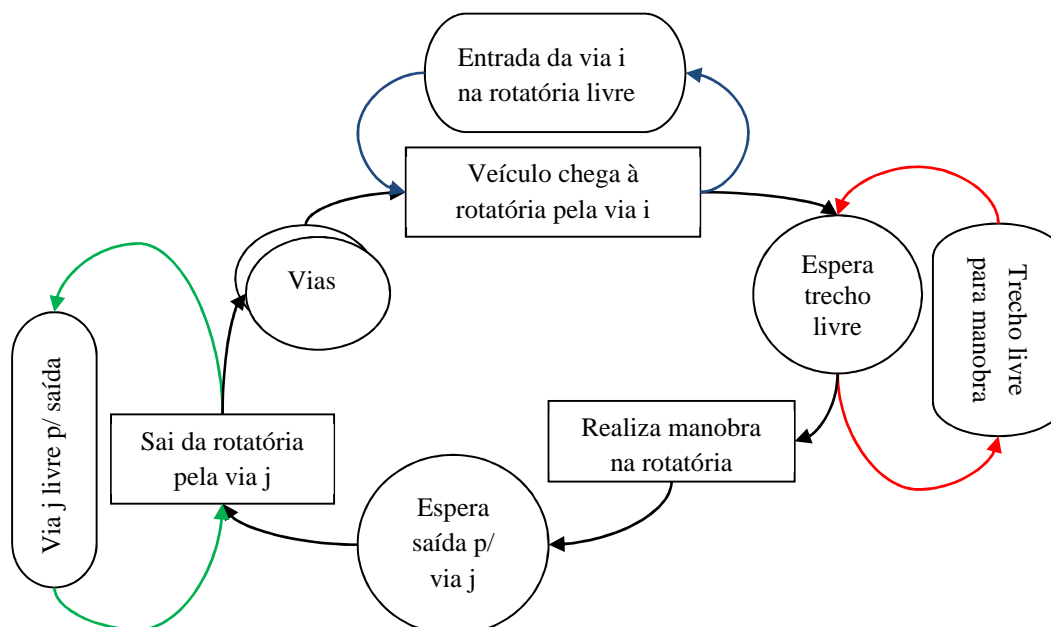 Entrada da via i
na rotatória livre
Veículo chega à
rotatória pela via i
Vias
Espera
trecho
livre
Trecho livre
para manobra
Realiza manobra
na rotatória
Espera
saída p/
via j
Sai da rotatória
pela via j
Via j livre p/ saída